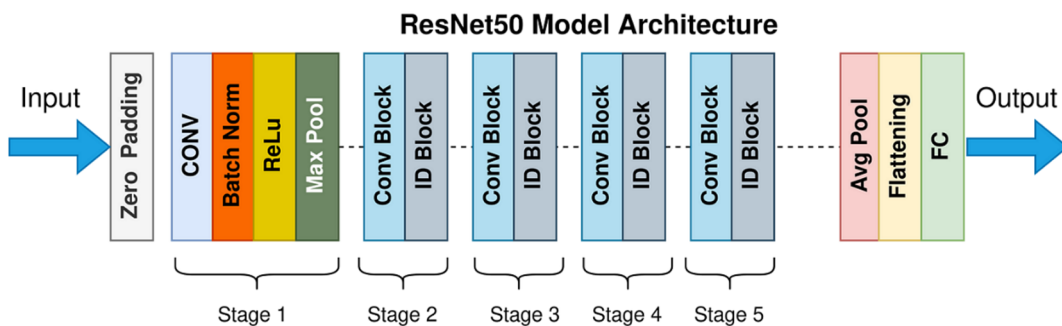 ResNet50 Model Architecture
Input
Zero Padding
CONV
Batch Norm
ReLu
Max Pool
Conv Block
ID Block
Conv Block
ID Block
Conv Block
ID Block
Conv Block
ID Block
Avg Pool
Flattening
FC
Output
Stage 1
Stage 2
Stage 3
Stage 4
Stage 5